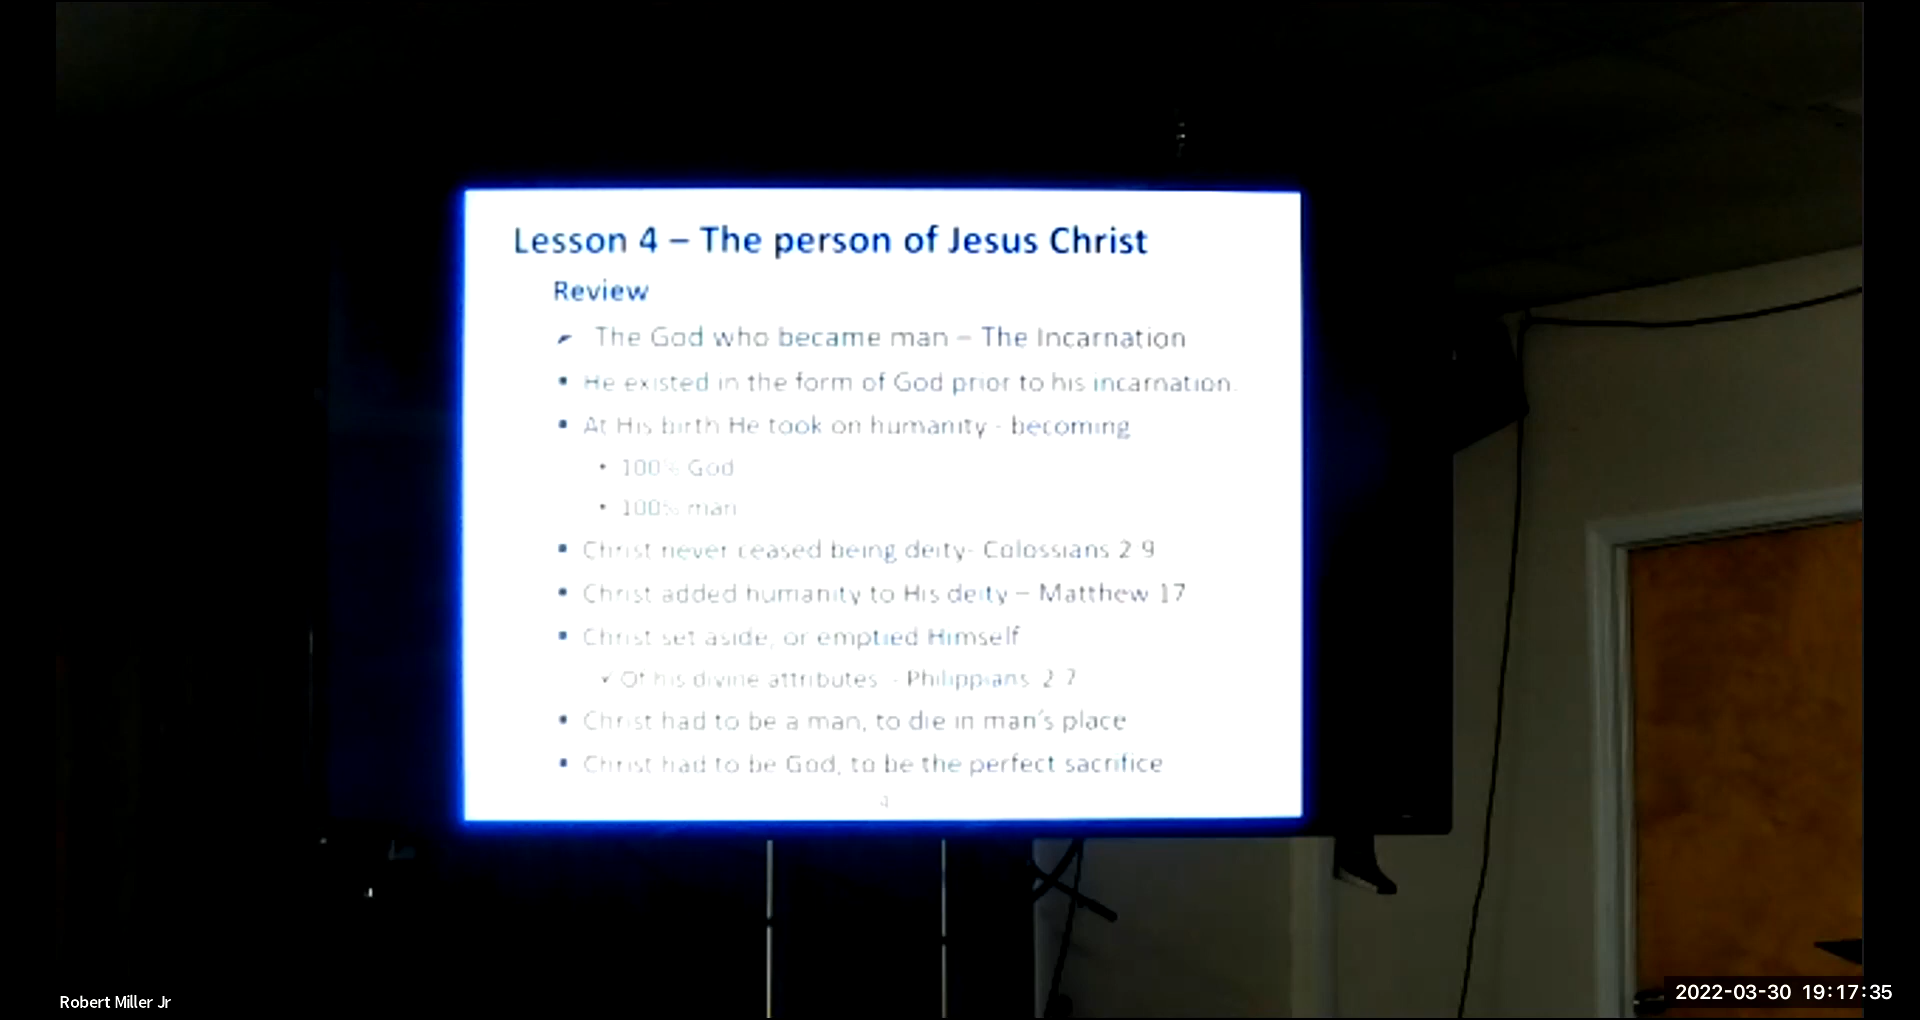 Lesson 4 – The person of Jesus Christ
Review
The God who became man – The Incarnation
He existed in the form of God prior to his incarnation.
At His birth He took on humanity - becoming
100% God
100% man
Christ never ceased being deity- Colossians 2 9
Christ added humanity to His deity – Matthew 17
Christ set aside, or emptied Himself
Of his divine attributes - Philippians 2 7
Christ had to be a man, to die in man's place
Christ had to be God, to be the perfect sacrifice
4
Robert Miller Jr
2022-03-30 19:17:35